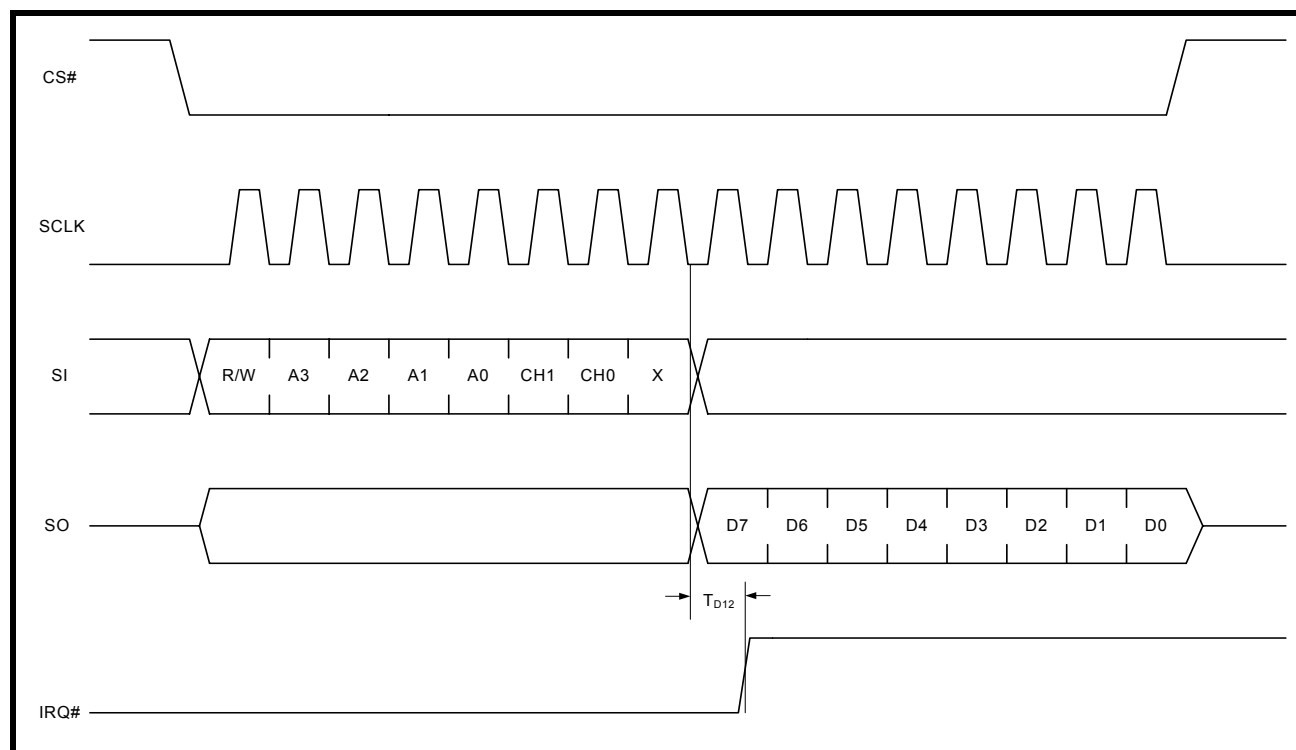 CS#
SCLK
SI
R/W A3 A2 A1 A0 CH1 CH0 X
SO
D7 D6 D5 D4 D3 D2 D1 D0
TD12
IRQ#